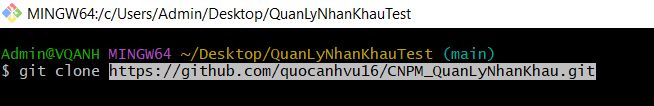 MINGW64:/c/Users/Admin/Desktop/QuanLyNhanKhauTest
Admin@VQANH MINGW64 ~/Desktop/QuanLyNhanKhauTest (main)
$ git clone https://github.com/quocanhvu16/CNPM_QuanLyNhanKhau.git